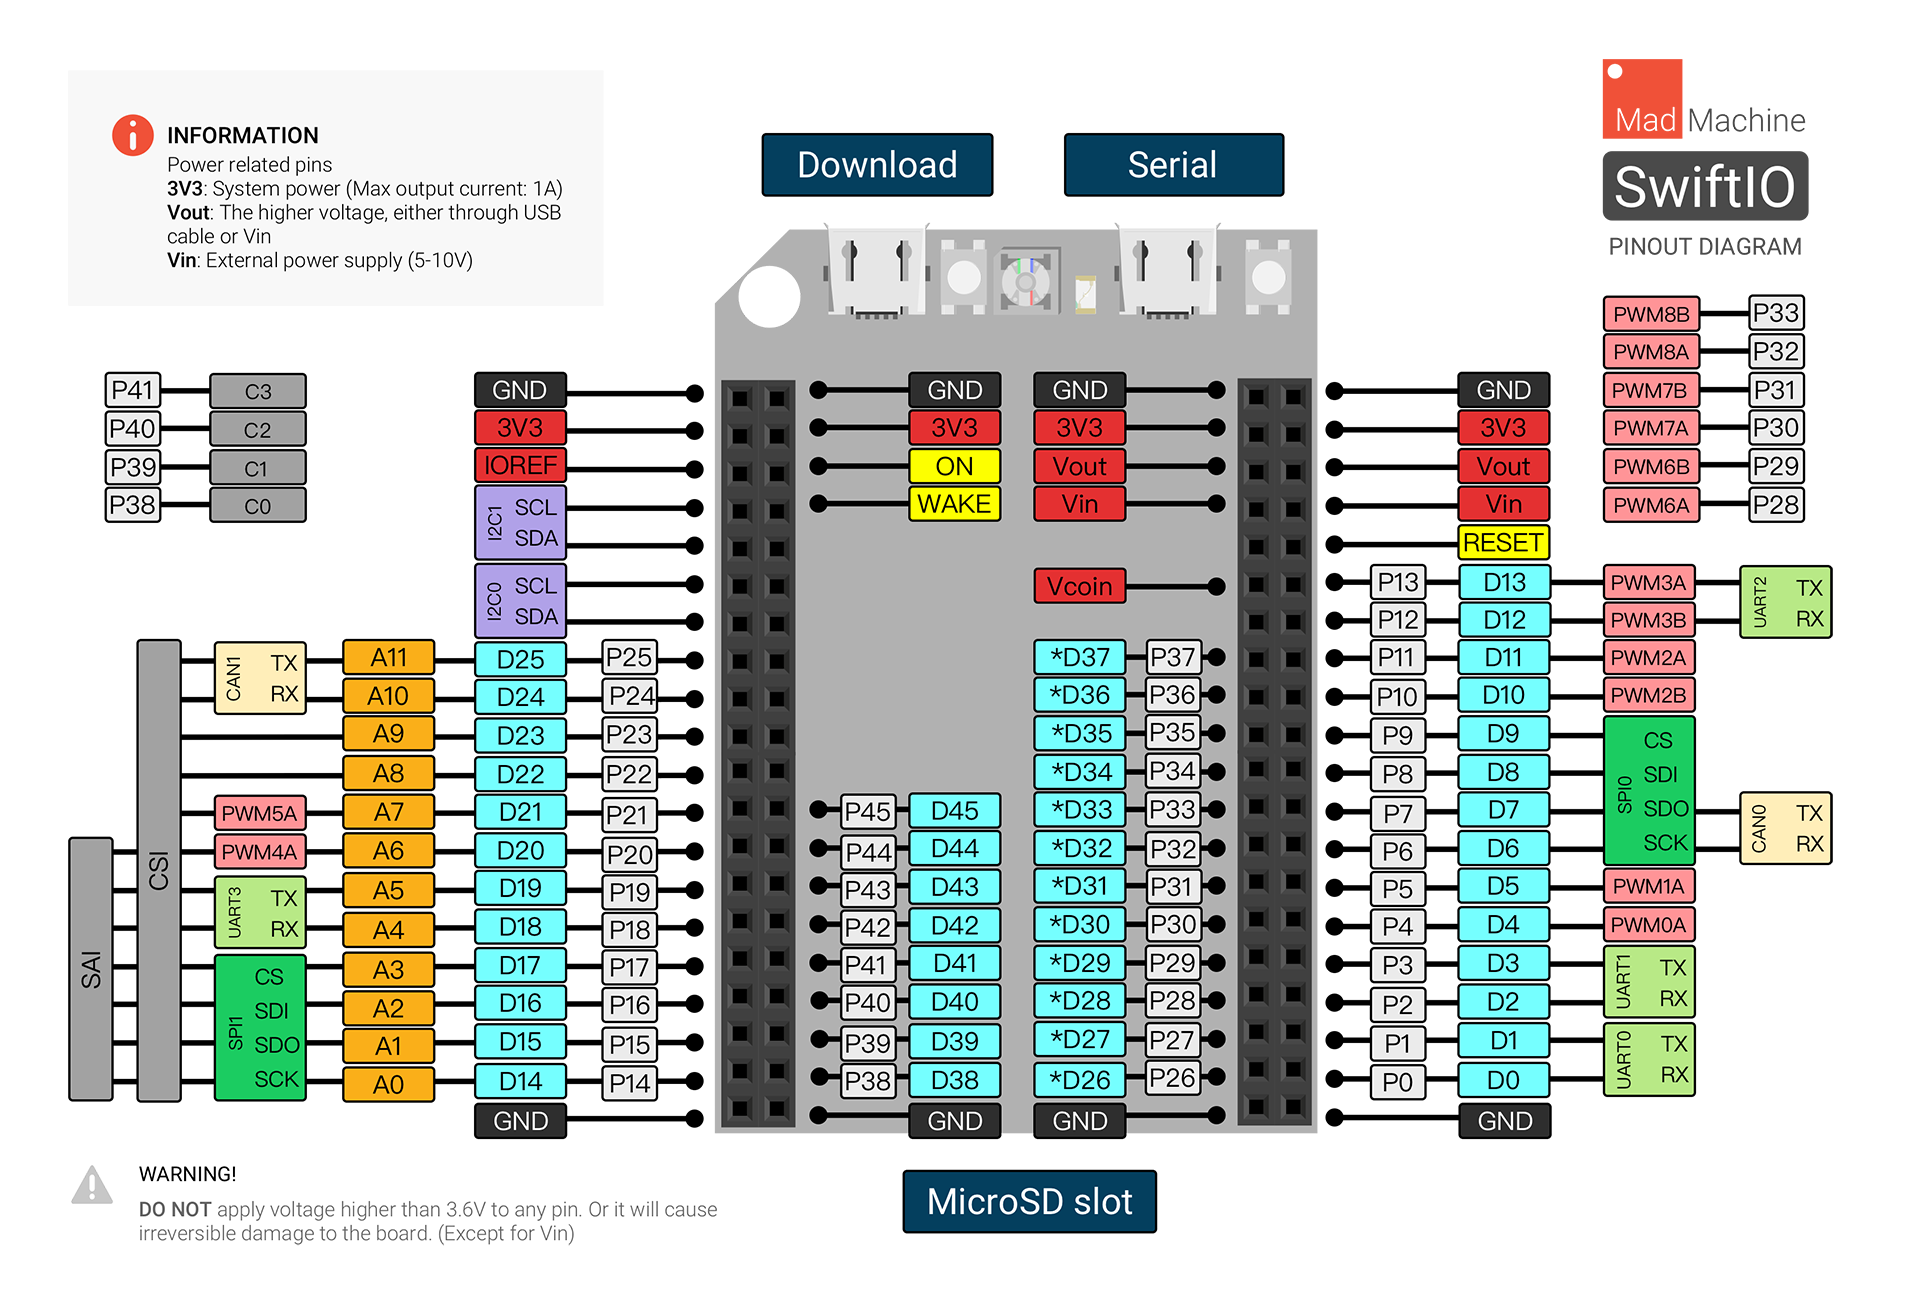 INFORMATION
Power related pins
3V3: System power (Max output current: 1A)
Vout: The higher voltage, either through USB
cable or Vin
Vin: External power supply (5-10V)
Download
Serial
Mad Machine
SwiftIO
PINOUT DIAGRAM
PWM8B P33
PWM8A P32
PWM7B P31
PWM7A P30
PWM6B P29
PWM6A P28
P41 C3
P40 C2
P39 C1
P38 C0
GND
3V3
IOREF
I2C1 SCL
SDA
I2C0 SCL
SDA
SAI
CSI
CAN1 TX A11 D25 P25
RX A10 D24 P24
A9 D23 P23
A8 D22 P22
PWM5A A7 D21 P21
PWM4A A6 D20 P20
UART3 TX A5 D19 P19
RX A4 D18 P18
SPI1 CS A3 D17 P17
SDI A2 D16 P16
SDO A1 D15 P15
SCK A0 D14 P14
GND
GND
3V3
ON
WAKE
P45 D45
P44 D44
P43 D43
P42 D42
P41 D41
P40 D40
P39 D39
P38 D38
GND
GND
3V3
Vout
Vin
Vcoin
*D37 P37
*D36 P36
*D35 P35
*D34 P34
*D33 P33
*D32 P32
*D31 P31
*D30 P30
*D29 P29
*D28 P28
*D27 P27
*D26 P26
GND
GND
3V3
Vout
Vin
RESET
P13 D13 PWM3A UART2 TX
P12 D12 PWM3B RX
P11 D11 PWM2A
P10 D10 PWM2B
P9 D9 SPI0 CS
P8 D8 SDI
P7 D7 SDO CAN0 TX
P6 D6 SCK RX
P5 D5 PWM1A
P4 D4 PWM0A
P3 D3 UART1 TX
P2 D2 RX
P1 D1 UART0 TX
P0 D0 RX
GND
MicroSD slot
WARNING!
DO NOT apply voltage higher than 3.6V to any pin. Or it will cause
irreversible damage to the board. (Except for Vin)